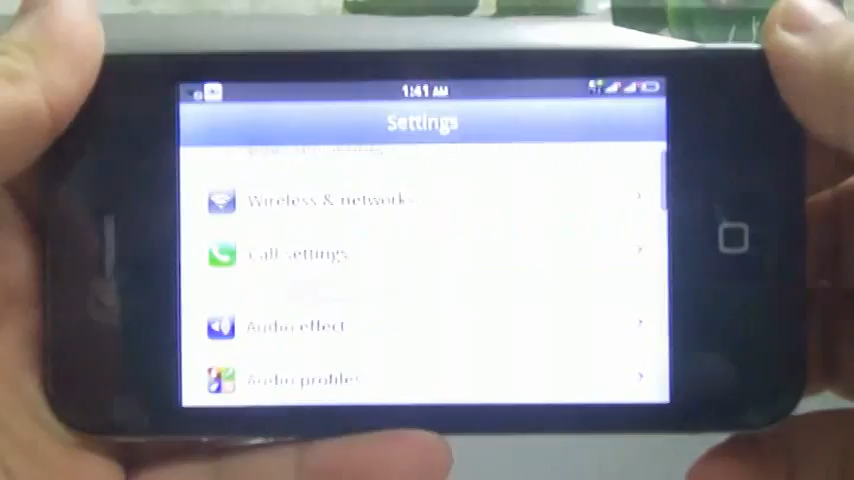 1:41 AM
Settings
Wireless & networks
Call settings
Audio effect
Audio profiles